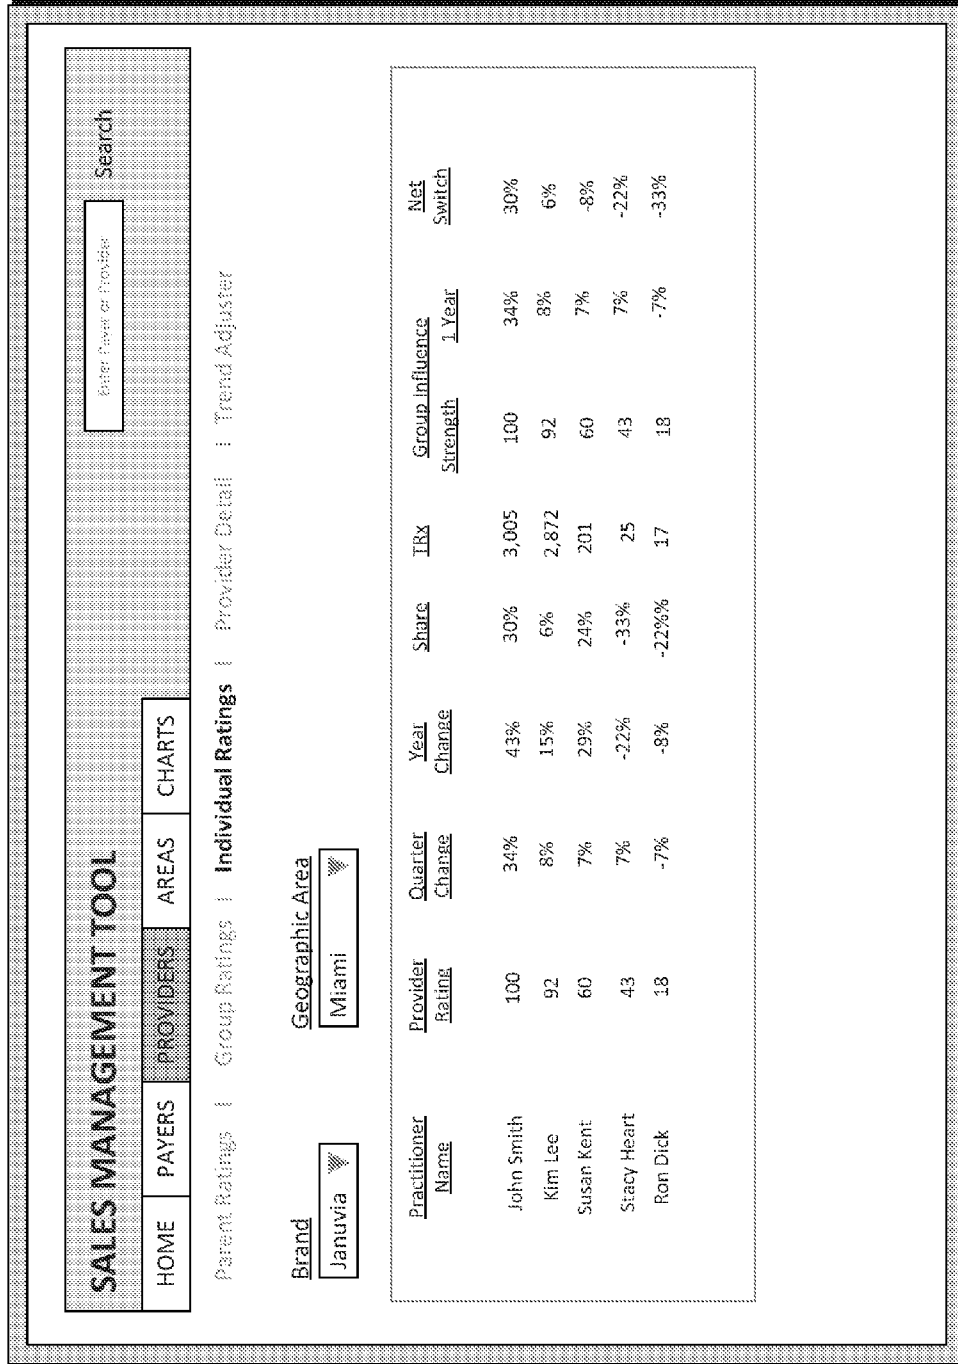 SALES MANAGEMENT TOOL
Enter Payer or Provider Search
HOME PAYERS PROVIDERS AREAS CHARTS
Parent Ratings | Group Ratings | Individual Ratings | Provider Detail | Trend Adjuster
Brand Geographic Area
Januvia Miami
Practitioner Provider Quarter Year Share TRx Group Influence Net
Name Rating Change Change Strength 1 Year Switch
John Smith 100 34% 43% 30% 3,005 100 34% 30%
Kim Lee 92 8% 15% 6% 2,872 92 8% 6%
Susan Kent 60 7% 29% 24% 201 60 7% -8%
Stacy Heart 43 7% -22% -33% 25 43 7% -22%
Ron Dick 18 -7% -8% -22%% 17 18 -7% -33%